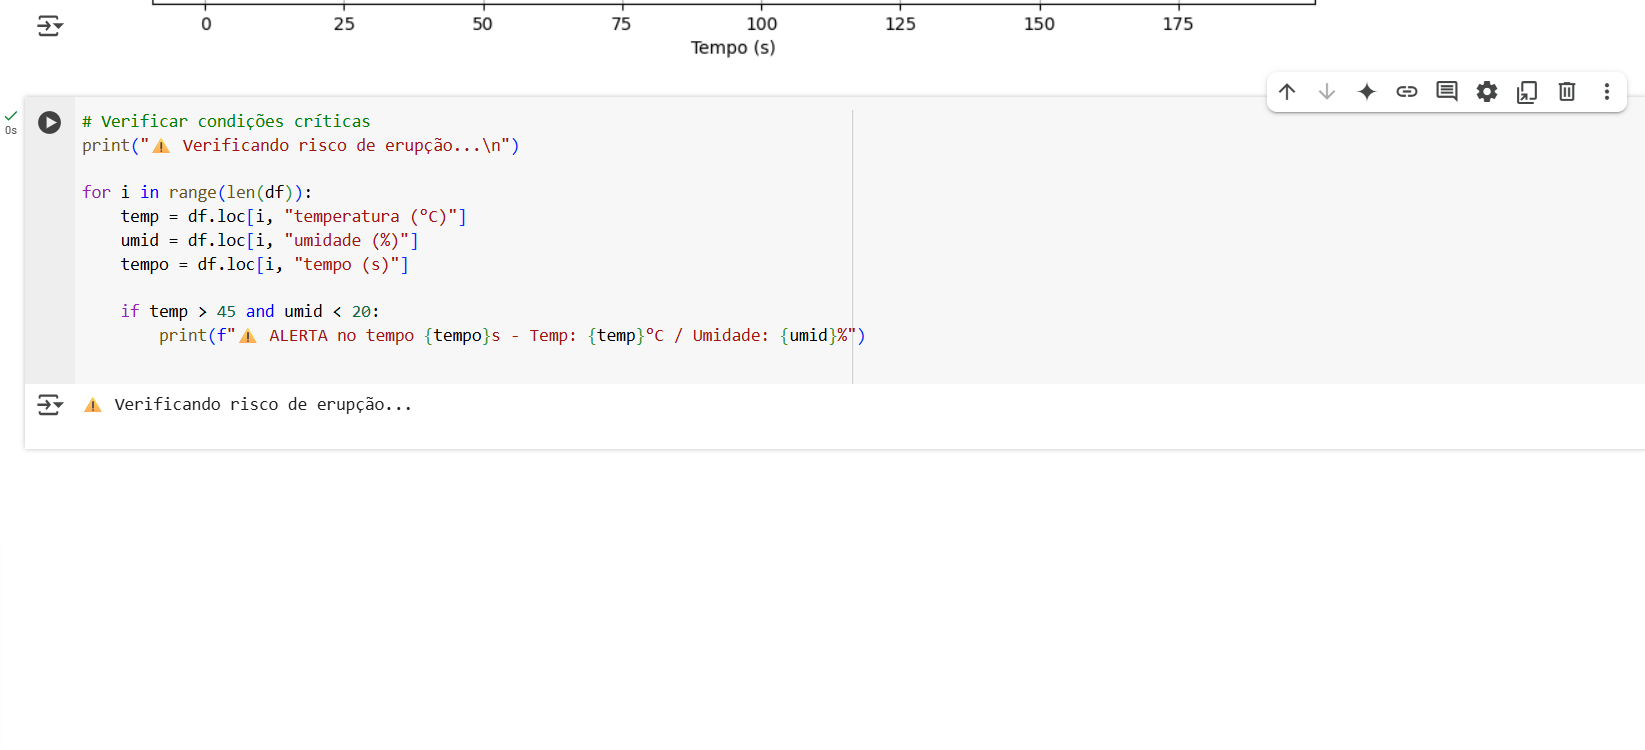 0 25 50 75 100 125 150 175
Tempo (s)
0s
# Verificar condições críticas
print("⚠️ Verificando risco de erupção...\n")
for i in range(len(df)):
    temp = df.loc[i, "temperatura (ºC)"]
    umid = df.loc[i, "umidade (%)"]
    tempo = df.loc[i, "tempo (s)"]
    if temp > 45 and umid < 20:
        print(f"⚠️ ALERTA no tempo {tempo}s - Temp: {temp}ºC / Umidade: {umid}%")
⚠️ Verificando risco de erupção...